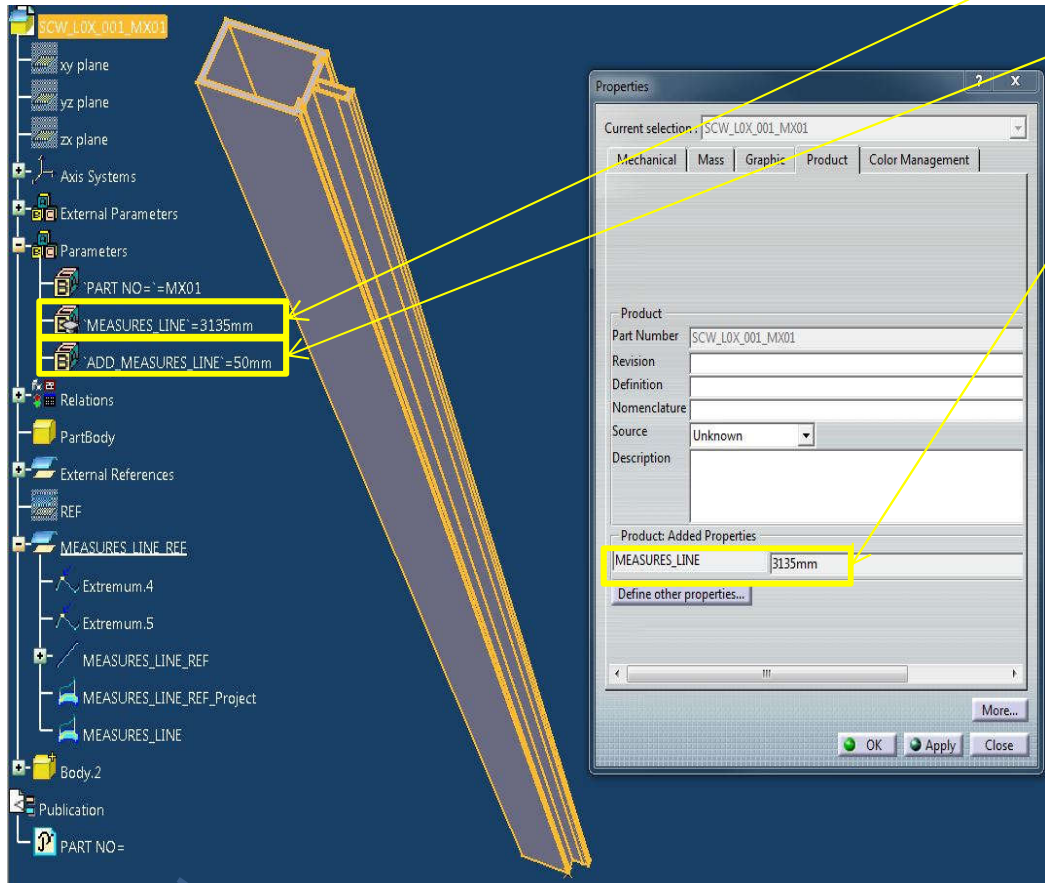 SCW_L0X_001_MX01
xy plane
yz plane
zx plane
Axis Systems
External Parameters
Parameters
`PART NO=`=MX01
`MEASURES_LINE`=3135mm
`ADD_MEASURES_LINE`=50mm
Relations
PartBody
External References
REF
MEASURES_LINE_REF
Extremum.4
Extremum.5
MEASURES_LINE_REF
MEASURES_LINE_REF_Project
MEASURES_LINE
Body.2
Publication
PART NO=
Properties ? X
Current selection : SCW_L0X_001_MX01
Mechanical Mass Graphic Product Color Management
Product
Part Number SCW_L0X_001_MX01
Revision
Definition
Nomenclature
Source Unknown
Description
Product: Added Properties
MEASURES_LINE 3135mm
Define other properties...
More...
OK Apply Close